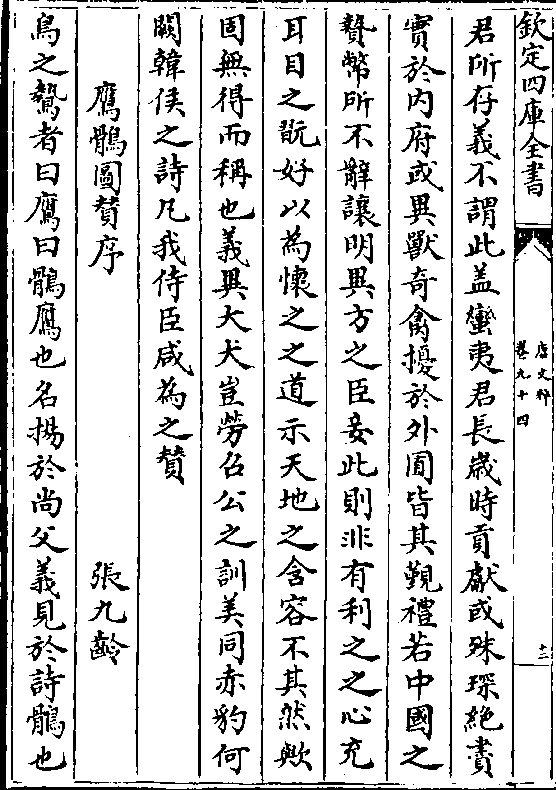 欽定四庫全書
唐文粹
卷九十四
十二
君所存義不謂此盖蠻夷君長歲時貢獻或殊琛絶賮
實於内府或異獸奇禽擾於外囿皆其覲禮若中國之
贄幣所不辭讓明異方之臣妾此則非有利之之心充
耳目之翫好以為懷之之道示天地之含容不其然歟
固無得而稱也義異大犬豈勞召公之訓美同赤豹何
闕韓侯之詩凡我侍臣咸為之賛
鷹鶻圖賛序
張九齡
鳥之鷙者曰鷹曰鶻鷹也名揚於尚父義見於詩鶻也